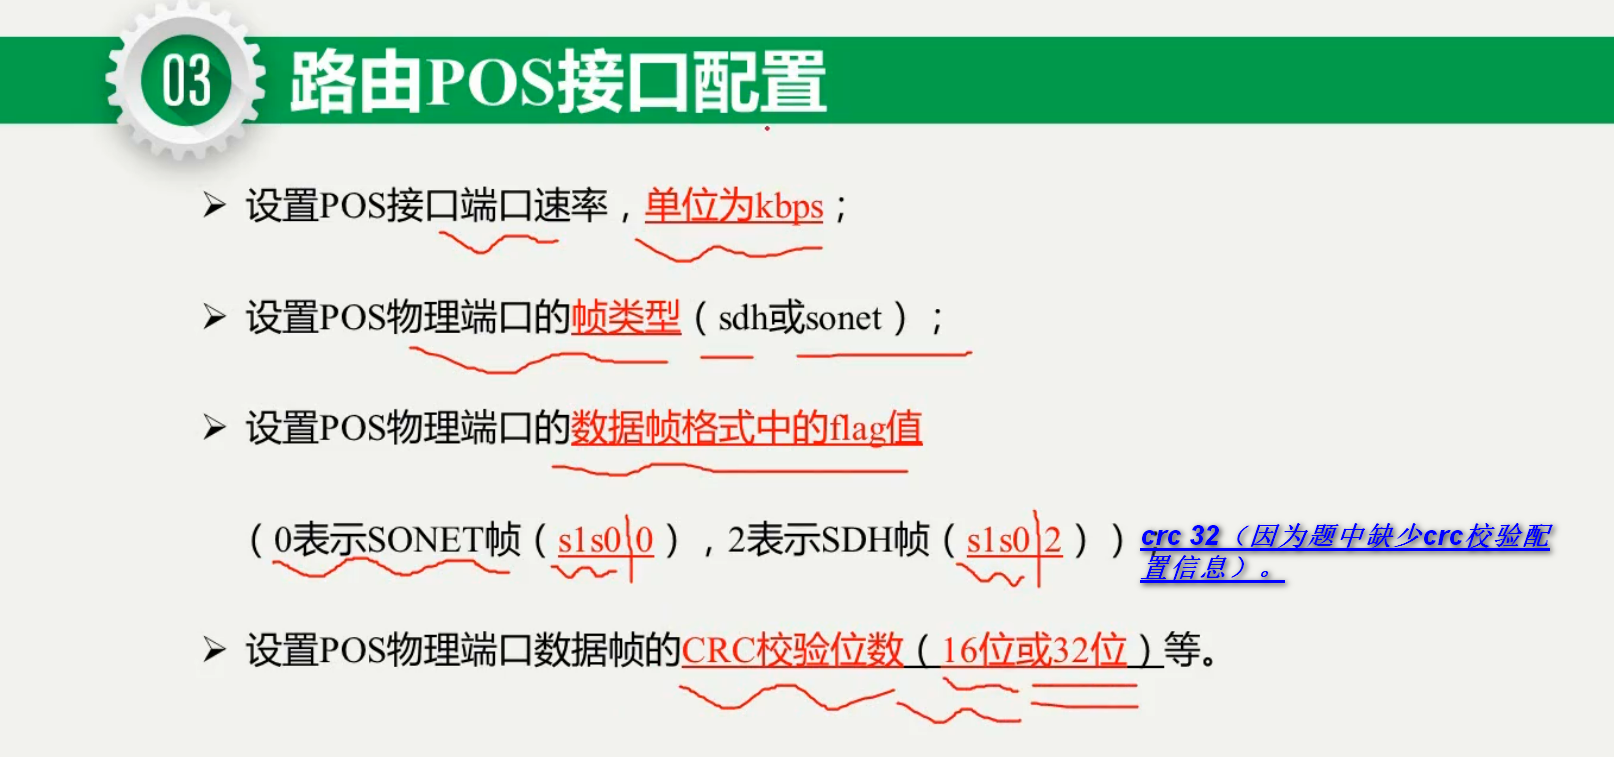 03
路由POS接口配置
设置POS接口端口速率，单位为kbps；
设置POS物理端口的帧类型（sdh或sonet）；
设置POS物理端口的数据帧格式中的flag值
（0表示SONET帧（s1s0 0），2表示SDH帧（s1s0 2））；
crc 32（因为题中缺少crc校验配
置信息）。
设置POS物理端口数据帧的CRC校验位数（16位或32位）等。